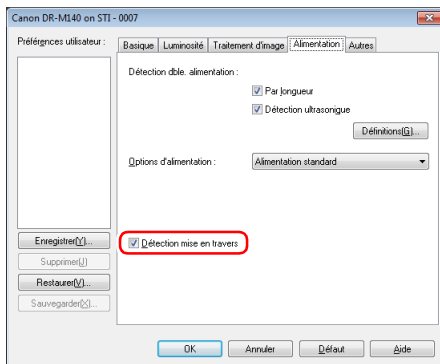 Canon DR-M140 on STI - 0007
Préférences utilisateur :
Basique Luminosité Traitement d'image Alimentation Autres
Détection dble. alimentation :
Par longueur
Détection ultrasonique
Définitions(G)...
Options d'alimentation : Alimentation standard
Détection mise en travers
Enregistrer(Y)...
Supprimer(J)
Restaurer(V)...
Sauvegarder(X)...
OK Annuler Défaut Aide